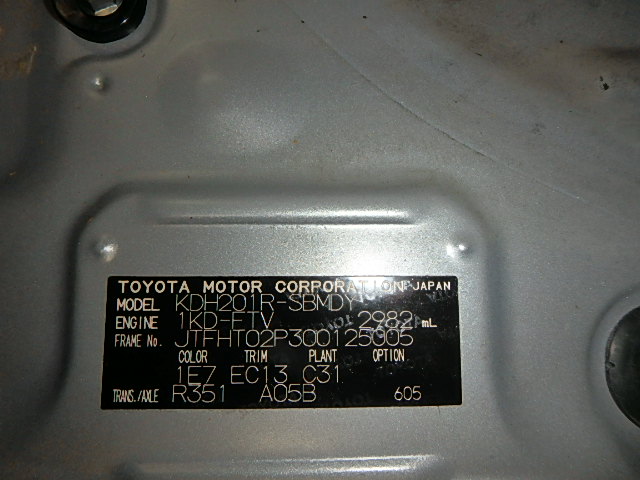 TOYOTA MOTOR CORPORATION JAPAN
MODEL KDH201R-SBMDY
ENGINE 1KD-FTV 2982 mL
FRAME No. JTFHT02P300125005
COLOR TRIM PLANT OPTION
1E7 EC13 C31
TRANS./AXLE R351 A05B 605